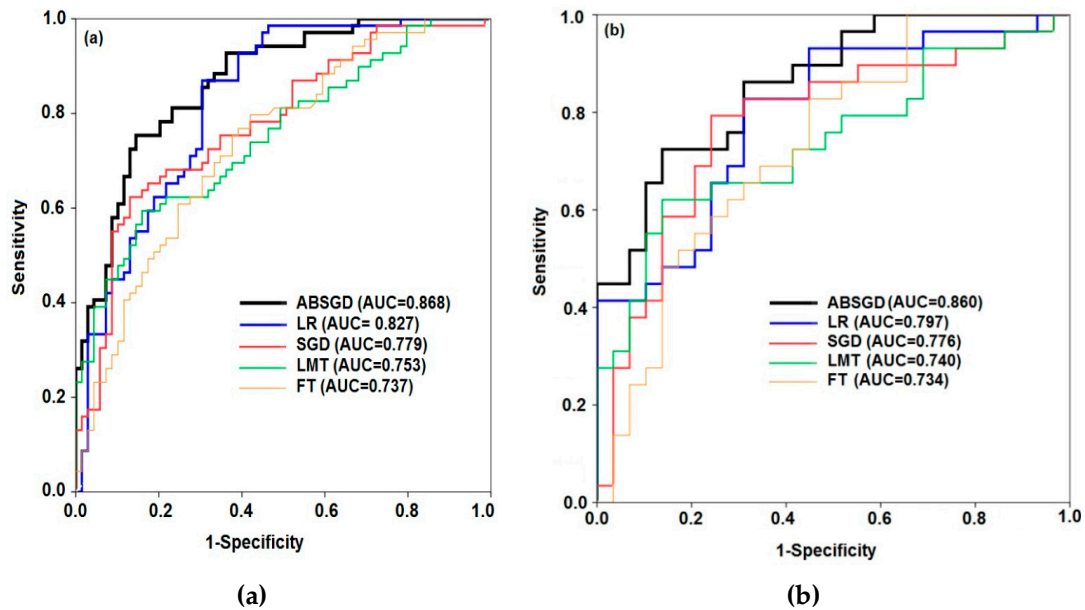 (a)
1.0
0.8
0.6
0.4
0.2
0.0
Sensitivity
ABSGD (AUC=0.868)
LR (AUC= 0.827)
SGD (AUC=0.779)
LMT (AUC=0.753)
FT (AUC=0.737)
0.0 0.2 0.4 0.6 0.8 1.0
1-Specificity
(a)
(b)
1.0
0.8
0.6
0.4
0.2
0.0
Sensitivity
ABSGD (AUC=0.860)
LR (AUC=0.797)
SGD (AUC=0.776)
LMT (AUC=0.740)
FT (AUC=0.734)
0.0 0.2 0.4 0.6 0.8 1.0
1-Specificity
(b)